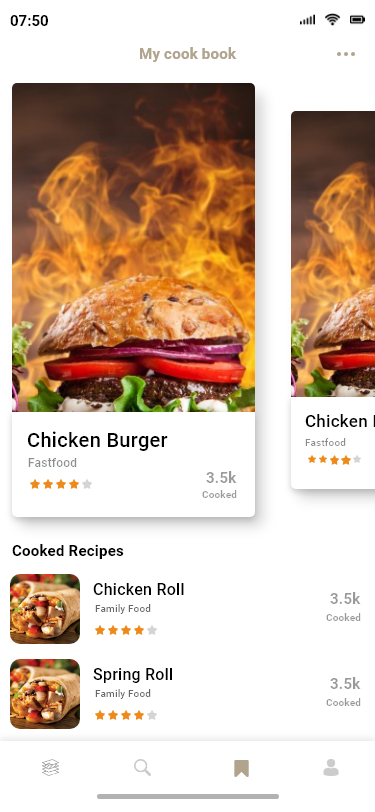 07:50
My cook book
Chicken Burger
Fastfood
3.5k
Cooked
Chicken
Fastfood
Cooked Recipes
Chicken Roll
Family Food
3.5k
Cooked
Spring Roll
Family Food
3.5k
Cooked